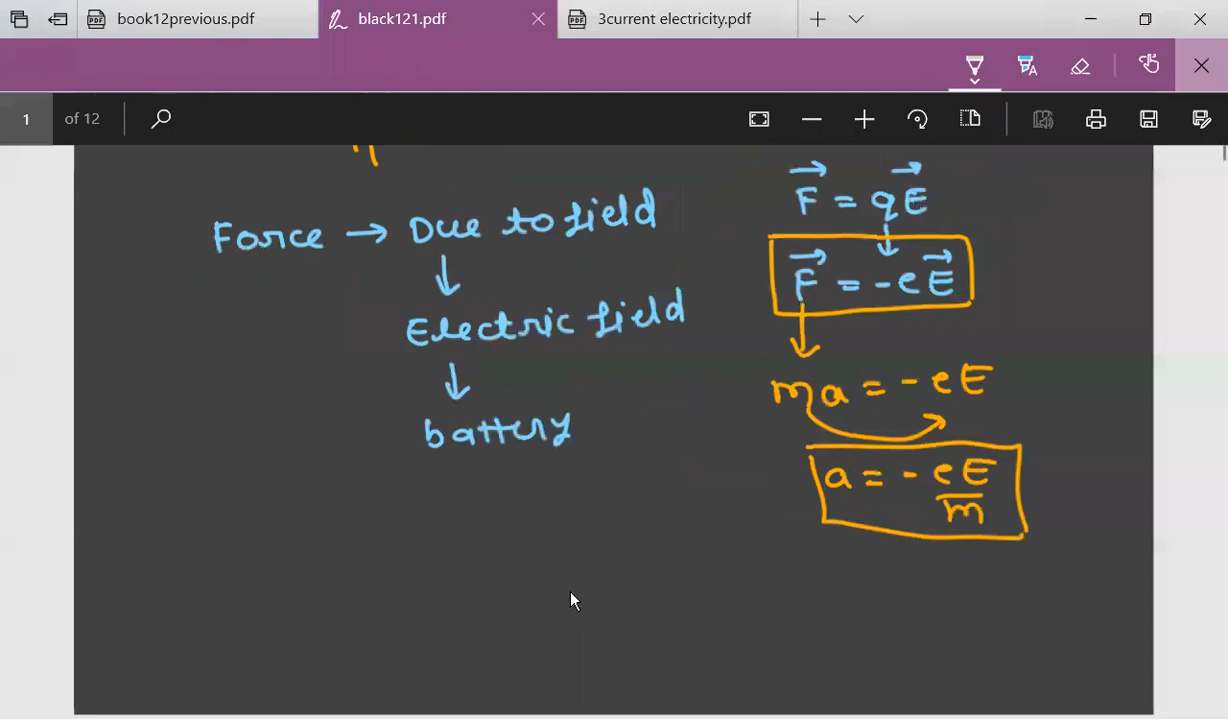 book12previous.pdf
black121.pdf
3current electricity.pdf
1 of 12
Force → Due to field
↓
Electric field
↓
battery
F = qE
F = -eE
ma = -eE
a = -eE/m